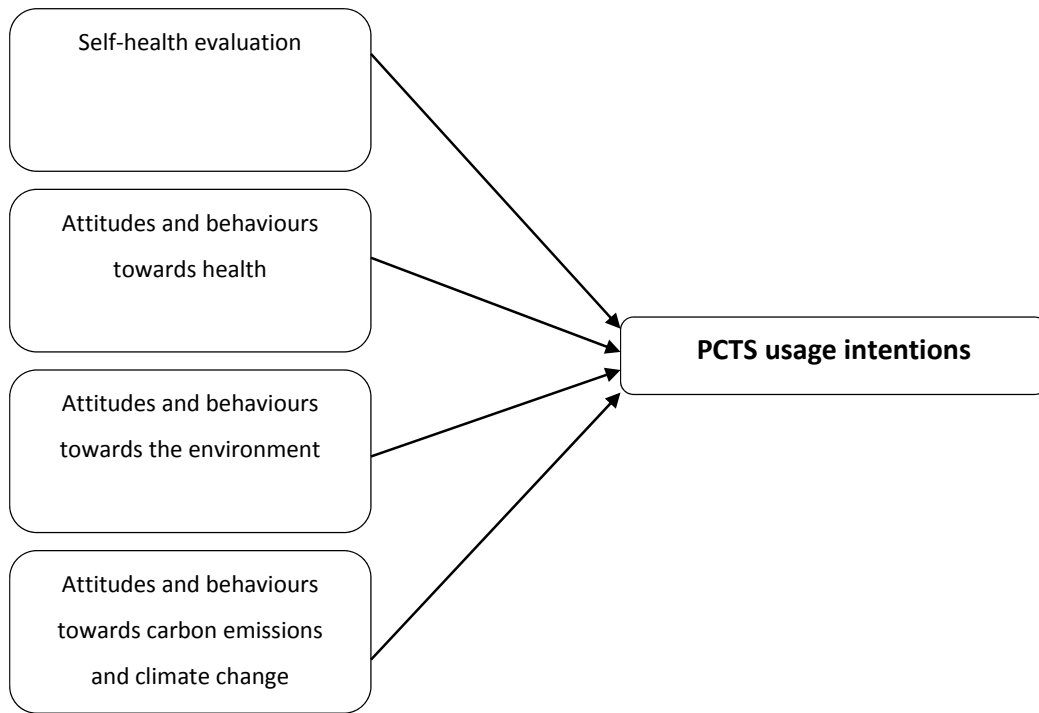 Self-health evaluation
Attitudes and behaviours
towards health
Attitudes and behaviours
towards the environment
Attitudes and behaviours
towards carbon emissions
and climate change
PCTS usage intentions